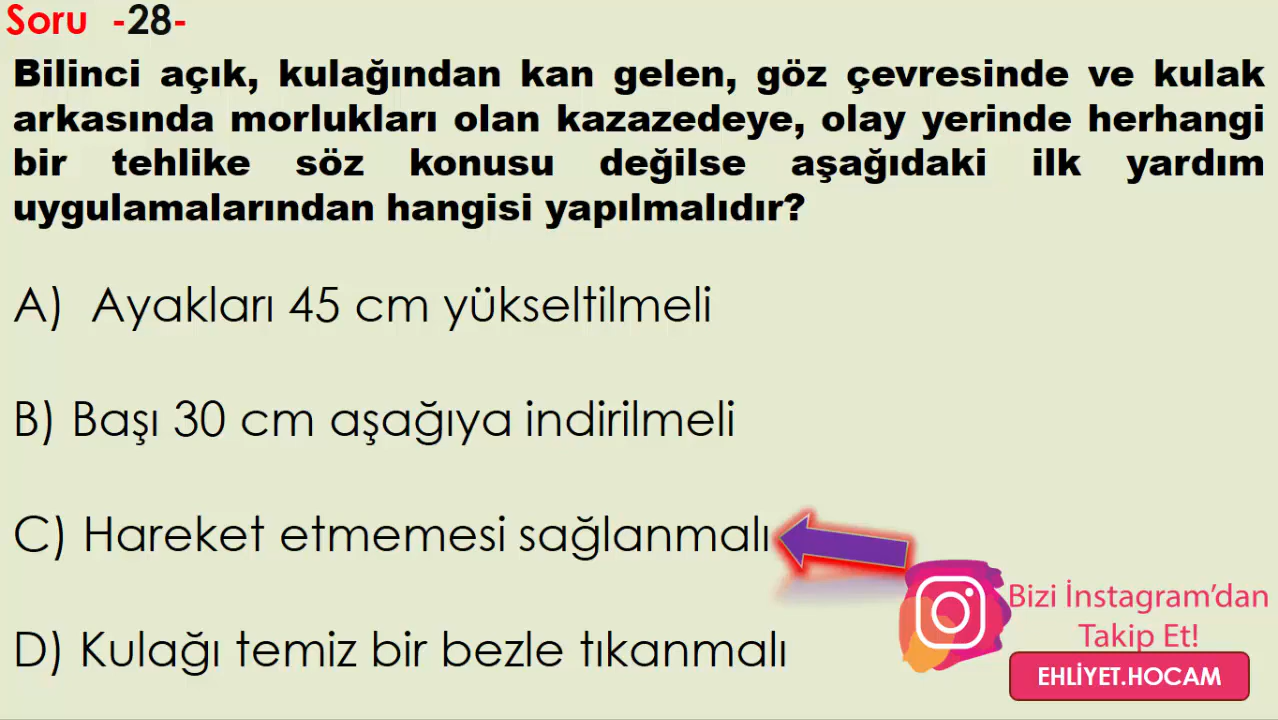 Soru -28-
Bilinci açık, kulağından kan gelen, göz çevresinde ve kulak
arkasında morlukları olan kazazedeye, olay yerinde herhangi
bir tehlike söz konusu değilse aşağıdaki ilk yardım
uygulamalarından hangisi yapılmalıdır?
A) Ayakları 45 cm yükseltilmeli
B) Başı 30 cm aşağıya indirilmeli
C) Hareket etmemesi sağlanmalı
D) Kulağı temiz bir bezle tıkanmalı
Bizi İnstagram’dan
Takip Et!
EHLİYET.HOCAM